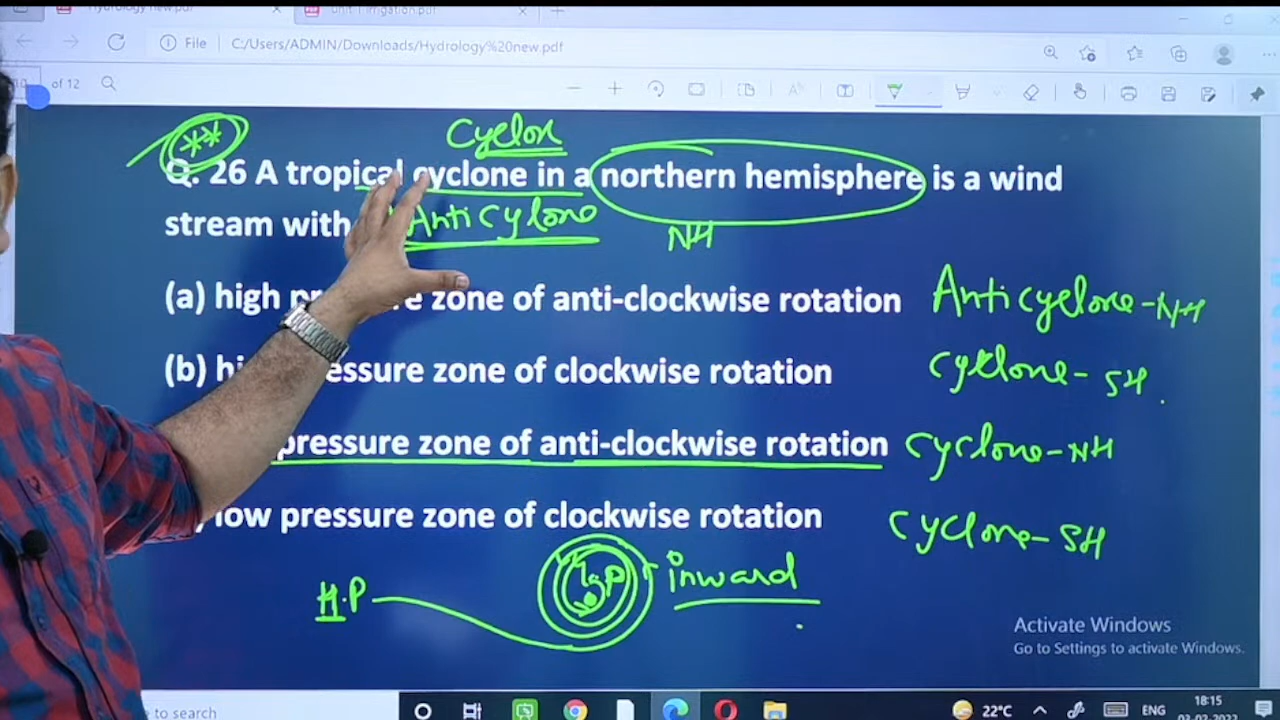 Hydrology new.pdf
Unit 1 Irrigation.pdf
File C:/Users/ADMIN/Downloads/Hydrology%20new.pdf
of 12
** Cyclon
Q. 26 A tropical cyclone in a northern hemisphere is a wind
stream with Anticylone NH
(a) high pressure zone of anti-clockwise rotation Anticyclone-NH
(b) pressure zone of clockwise rotation cyclone-SH.
pressure zone of anti-clockwise rotation cyclone-NH
low pressure zone of clockwise rotation cyclone-SH
H.P L.P inward
Activate Windows
Go to Settings to activate Windows.
to search 22°C ENG 18:15